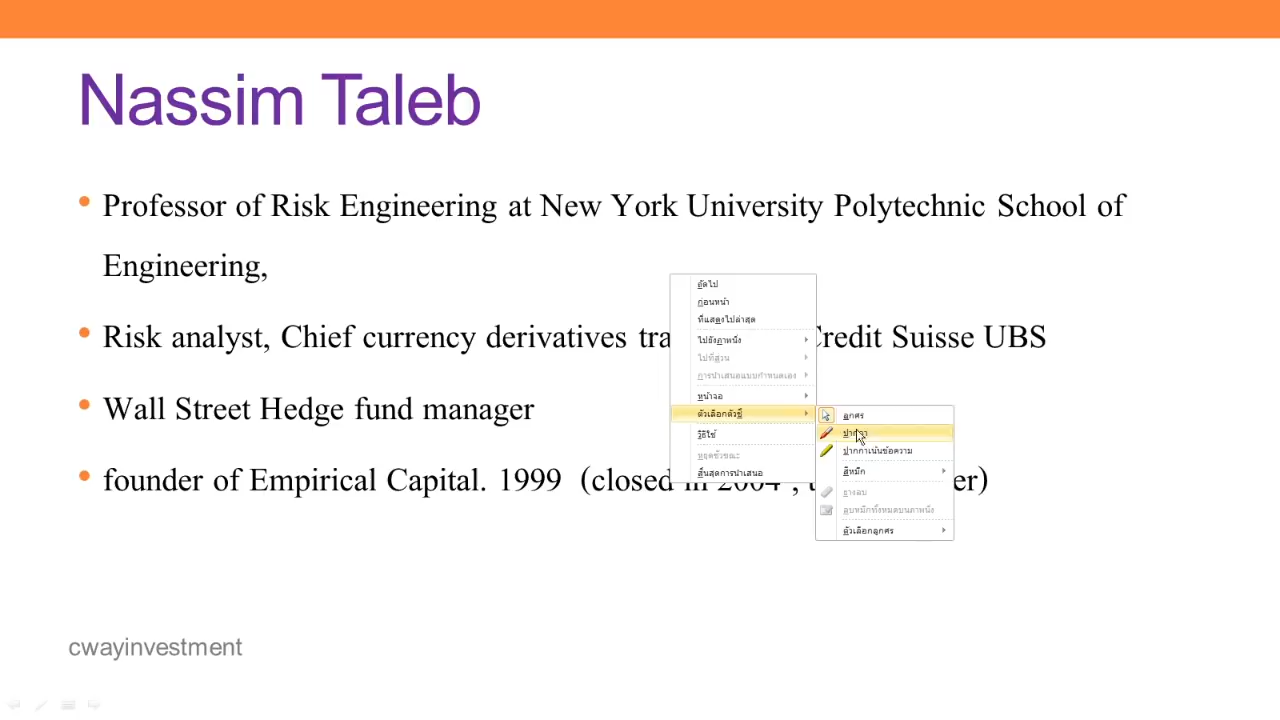 Nassim Taleb
• Professor of Risk Engineering at New York University Polytechnic School of
Engineering,
• Risk analyst, Chief currency derivatives tra Credit Suisse UBS
• Wall Street Hedge fund manager
• founder of Empirical Capital. 1999 (closed in 2004 , er)
ถัดไป
ก่อนหน้า
ที่แสดงไปล่าสุด
ไปยังภาพนิ่ง
ไปที่ส่วน
การนำเสนอแบบกำหนดเอง
หน้าจอ
ตัวเลือกตัวชี้
วิธีใช้
หยุดชั่วขณะ
สิ้นสุดการนำเสนอ
ลูกศร
ปากกา
ปากกาเน้นข้อความ
สีหมึก
ยางลบ
ลบหมึกทั้งหมดบนภาพนิ่ง
ตัวเลือกลูกศร
cwayinvestment